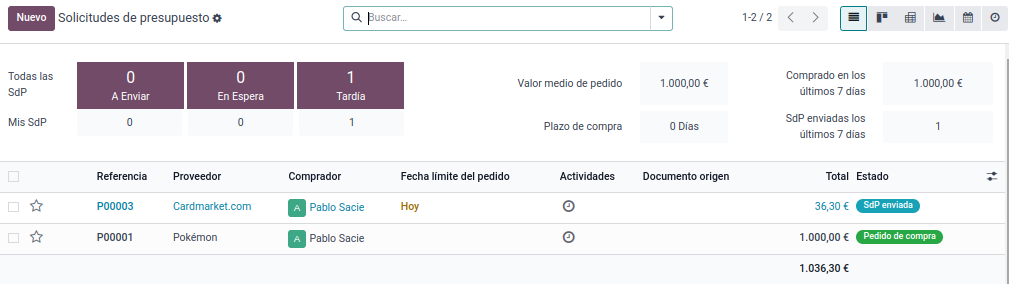 Nuevo Solicitudes de presupuesto
Buscar...
1-2 / 2
Todas las
SdP
0
A Enviar
0
En Espera
1
Tardía
Mis SdP
0
0
1
Valor medio de pedido
1.000,00 €
Comprado en los
últimos 7 días
1.000,00 €
Plazo de compra
0 Días
SdP enviadas los
últimos 7 días
1
Referencia Proveedor Comprador Fecha límite del pedido Actividades Documento origen Total Estado
P00003 Cardmarket.com A Pablo Sacie Hoy 36,30 € SdP enviada
P00001 Pokémon A Pablo Sacie 1.000,00 € Pedido de compra
1.036,30 €